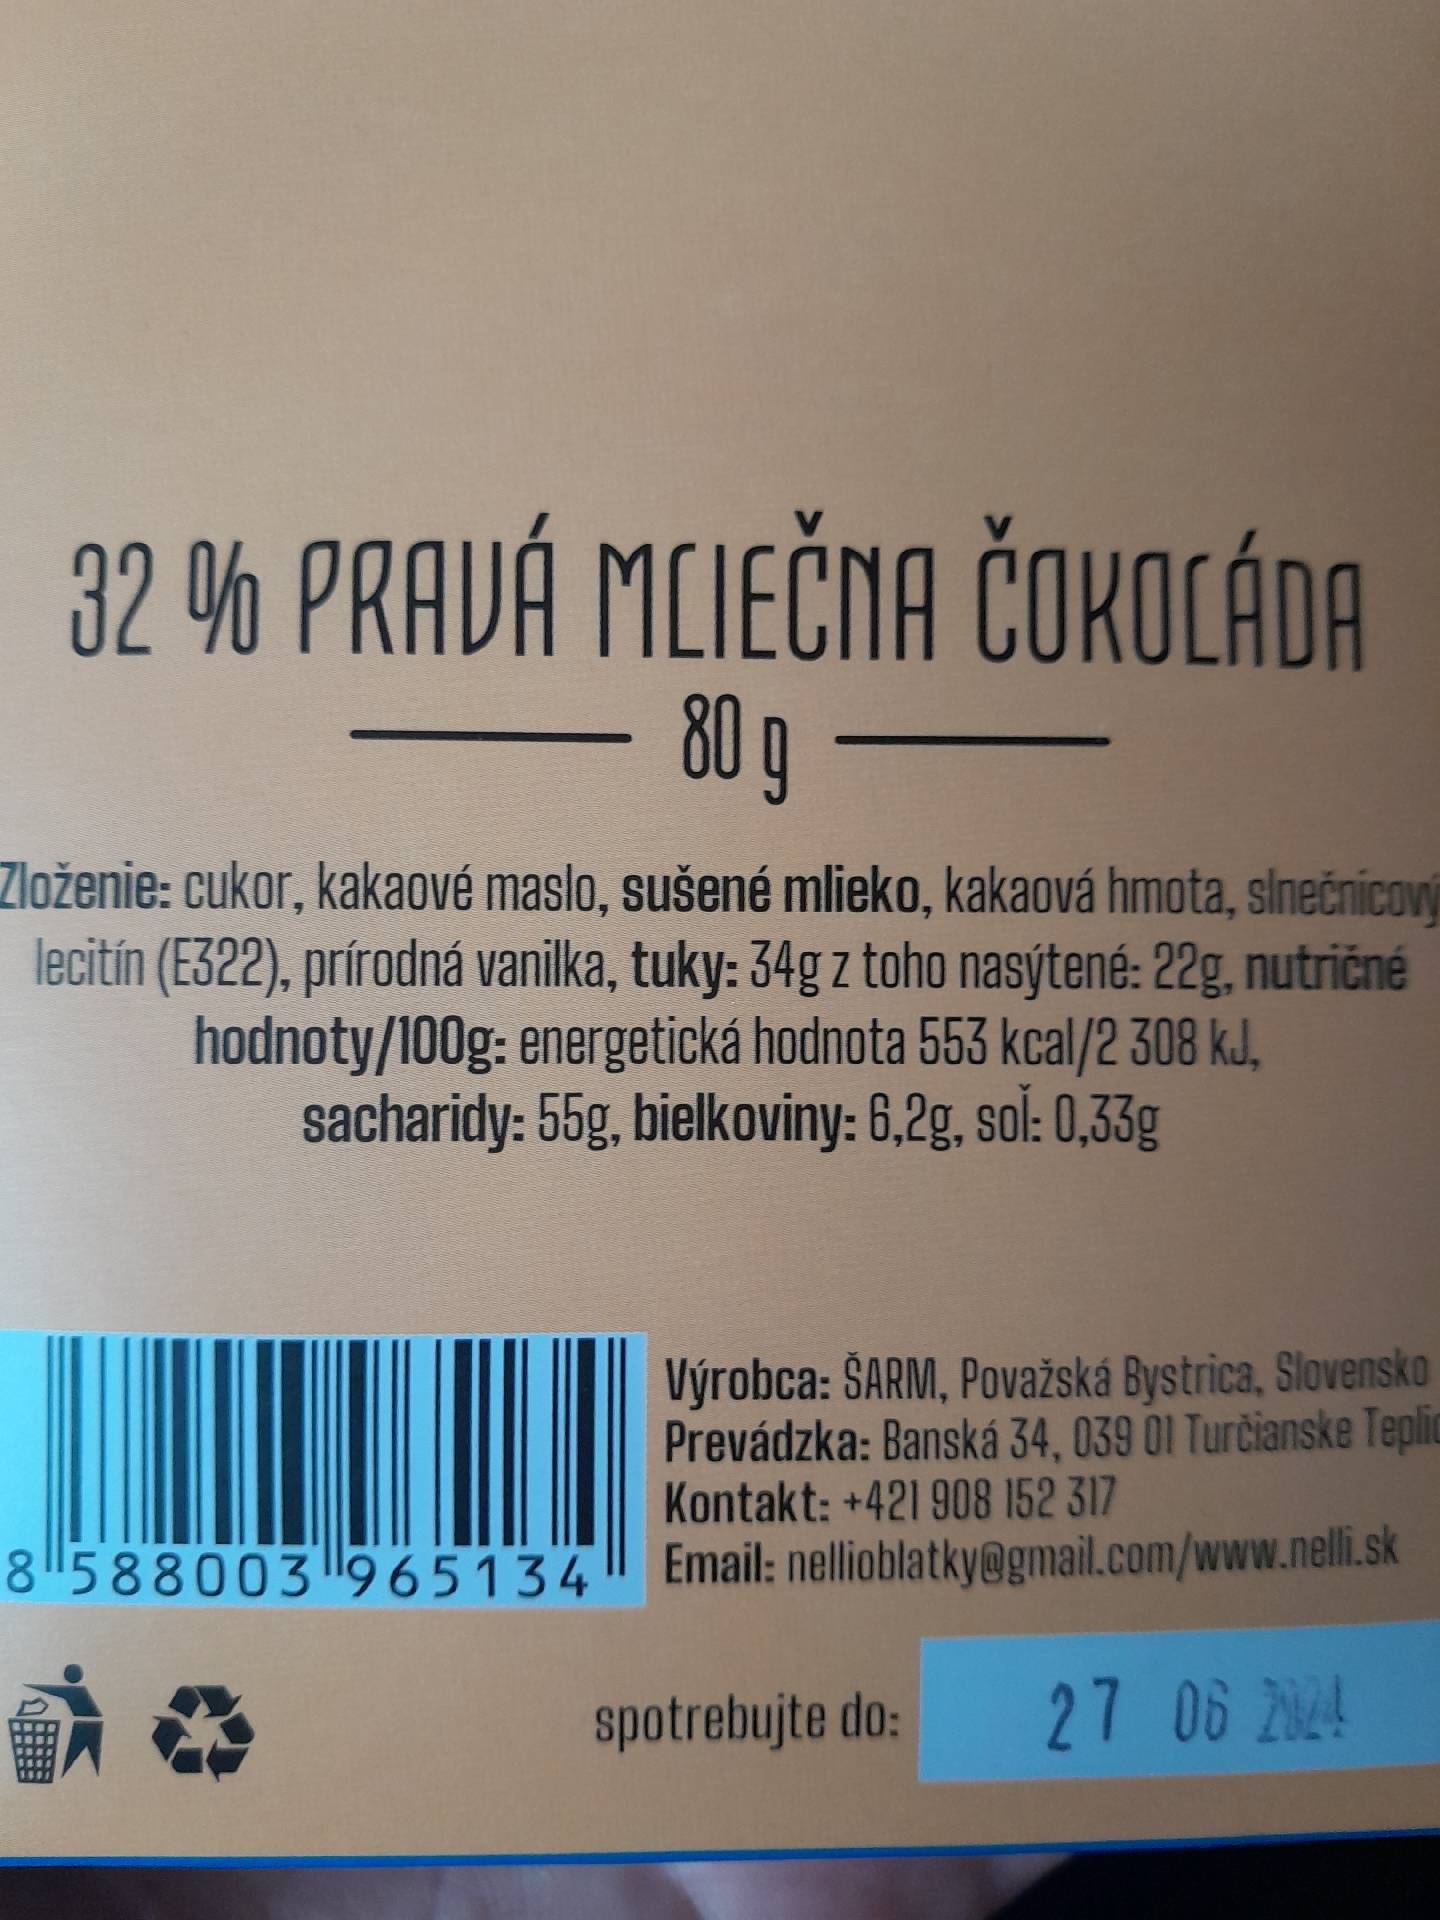 32 % PRAVÁ MLIEČNA ČOKOLÁDA
80 g
Zloženie: cukor, kakaové maslo, sušené mlieko, kakaová hmota, slnečnicový
lecitín (E322), prírodná vanilka, tuky: 34g z toho nasýtené: 22g, nutričné
hodnoty/100g: energetická hodnota 553 kcal/2 308 kJ,
sacharidy: 55g, bielkoviny: 6,2g, soľ: 0,33g
8 588003 965134
Výrobca: ŠARM, Považská Bystrica, Slovensko
Prevádzka: Banská 34, 039 01 Turčianske Teplic
Kontakt: +421 908 152 317
Email: nellioblatky@gmail.com/www.nelli.sk
spotrebujte do: 27 06 2024